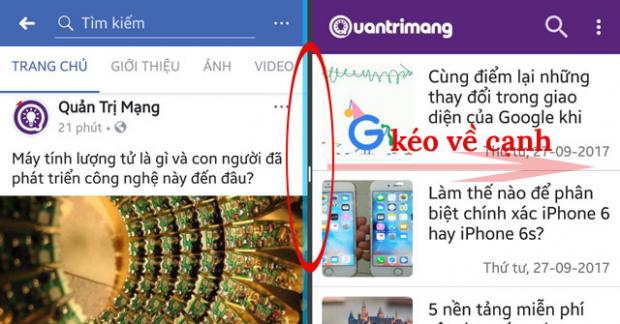 Tìm kiếm
TRANG CHỦ GIỚI THIỆU ẢNH VIDEO
Quản Trị Mạng
21 phút
Máy tính lượng tử là gì và con người đã
phát triển công nghệ này đến đâu?
Quantrimang
Cùng điểm lại những
thay đổi trong giao
diện của Google khi
kéo về cạnh
Thứ tư, 27-09-2017
Làm thế nào để phân
biệt chính xác iPhone 6
hay iPhone 6s?
Thứ tư, 27-09-2017
5 nền tảng miễn phí